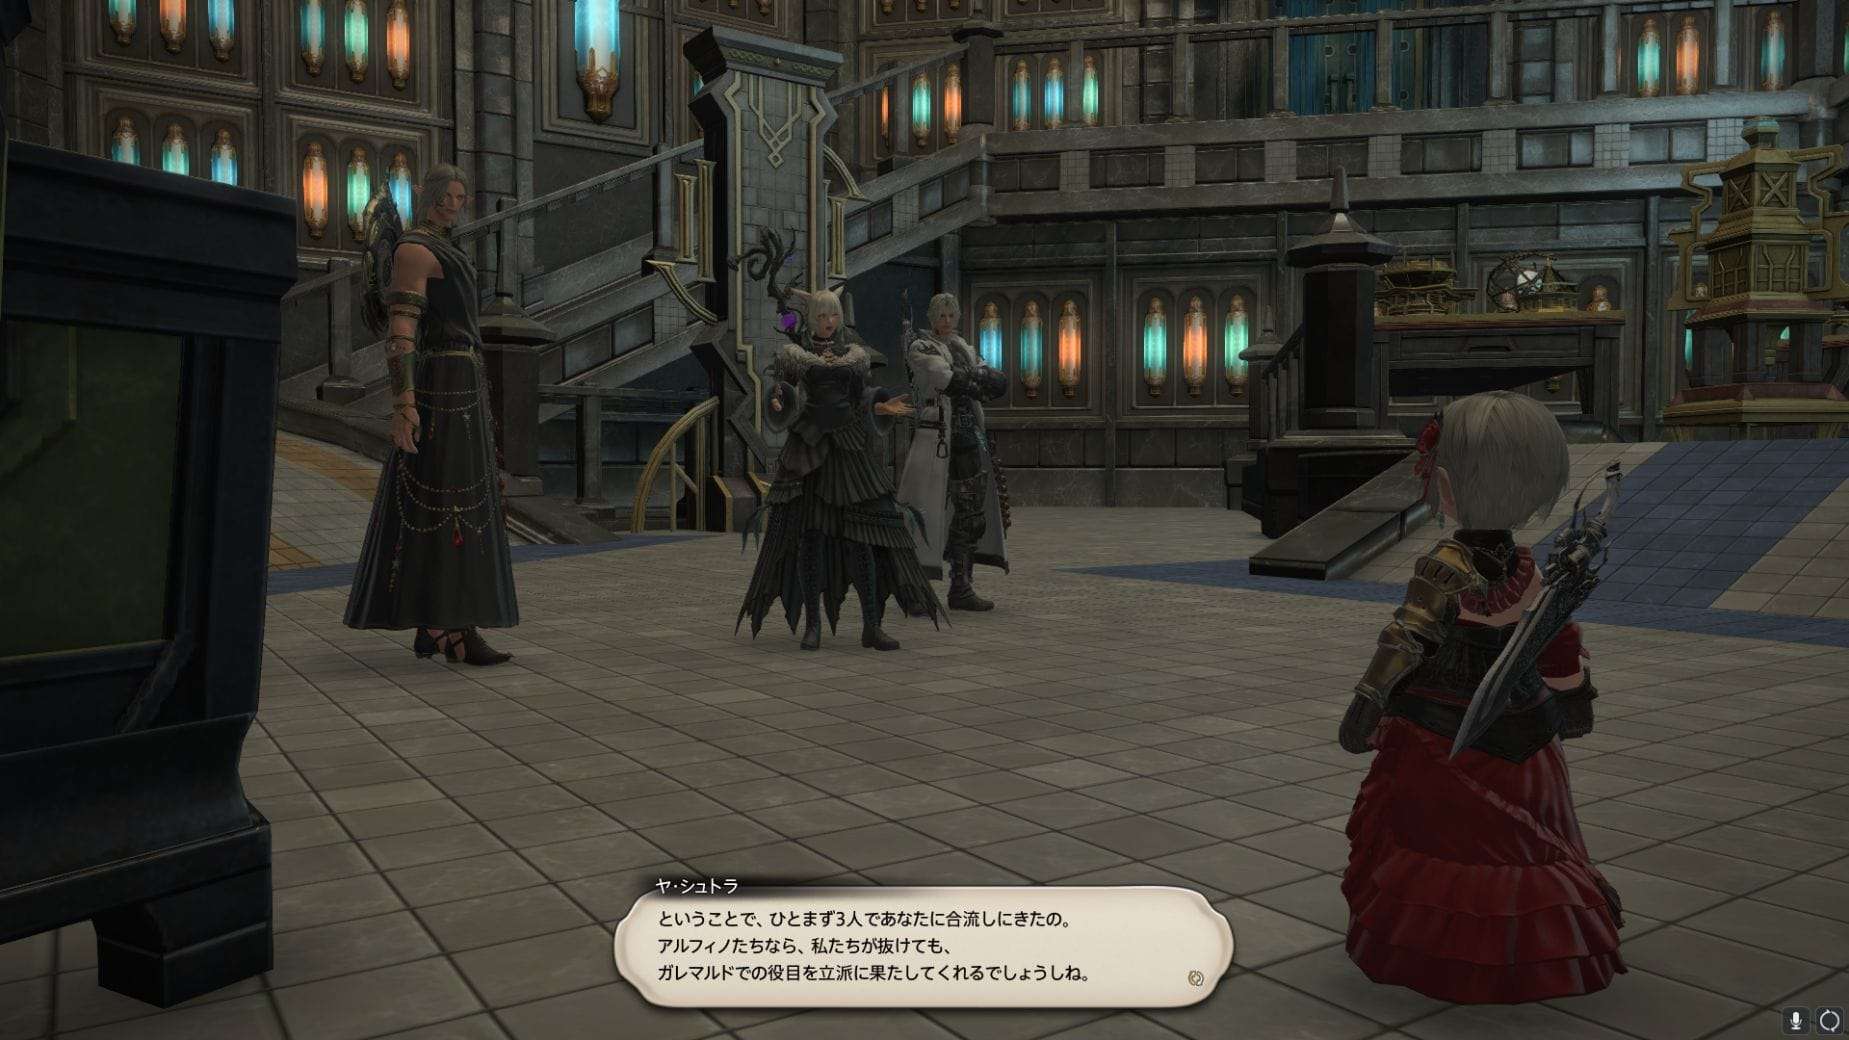 ヤ・シュトラ
ということで、ひとまず3人であなたに合流しにきたの。
アルフィノたちなら、私たちが抜けても、
ガレマルドでの役目を立派に果たしてくれるでしょうしね。